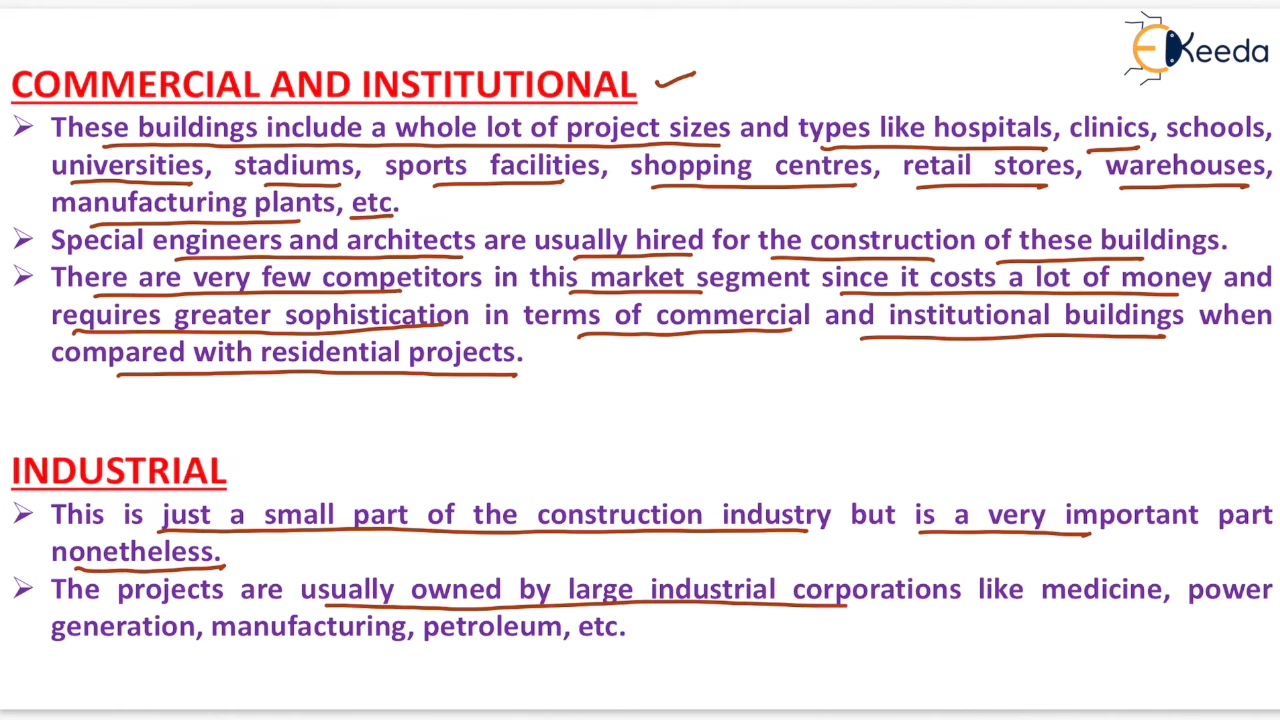 EKeeda
COMMERCIAL AND INSTITUTIONAL
➢ These buildings include a whole lot of project sizes and types like hospitals, clinics, schools,
universities, stadiums, sports facilities, shopping centres, retail stores, warehouses,
manufacturing plants, etc.
➢ Special engineers and architects are usually hired for the construction of these buildings.
➢ There are very few competitors in this market segment since it costs a lot of money and
requires greater sophistication in terms of commercial and institutional buildings when
compared with residential projects.
INDUSTRIAL
➢ This is just a small part of the construction industry but is a very important part
nonetheless.
➢ The projects are usually owned by large industrial corporations like medicine, power
generation, manufacturing, petroleum, etc.